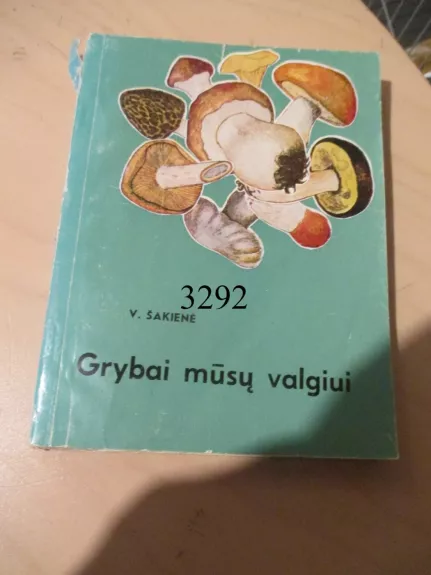 3292
V. ŠAKIENĖ
Grybai mūsų valgiui